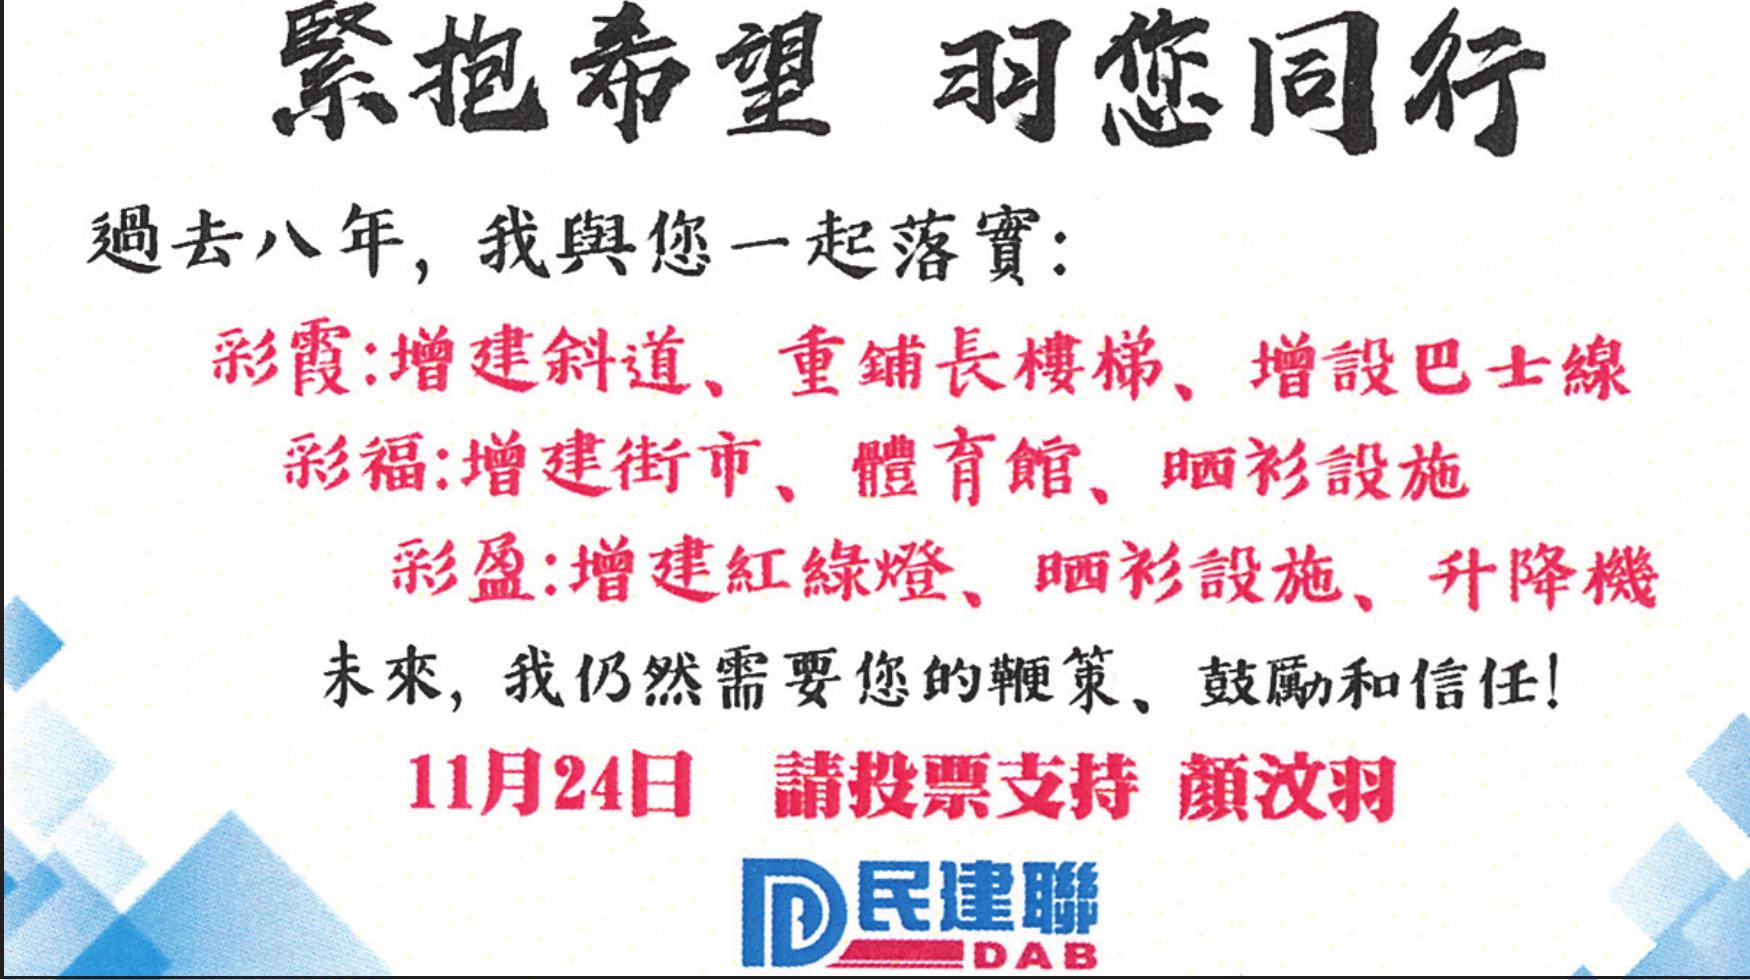 緊抱希望 羽您同行
過去八年，我與您一起落實：
彩霞：增建斜道、重鋪長樓梯、增設巴士線
彩福：增建街市、體育館、晒衫設施
彩盈：增建紅綠燈、晒衫設施、升降機
未來，我仍然需要您的鞭策、鼓勵和信任！
11月24日 請投票支持 顏汶羽
民建聯
DAB